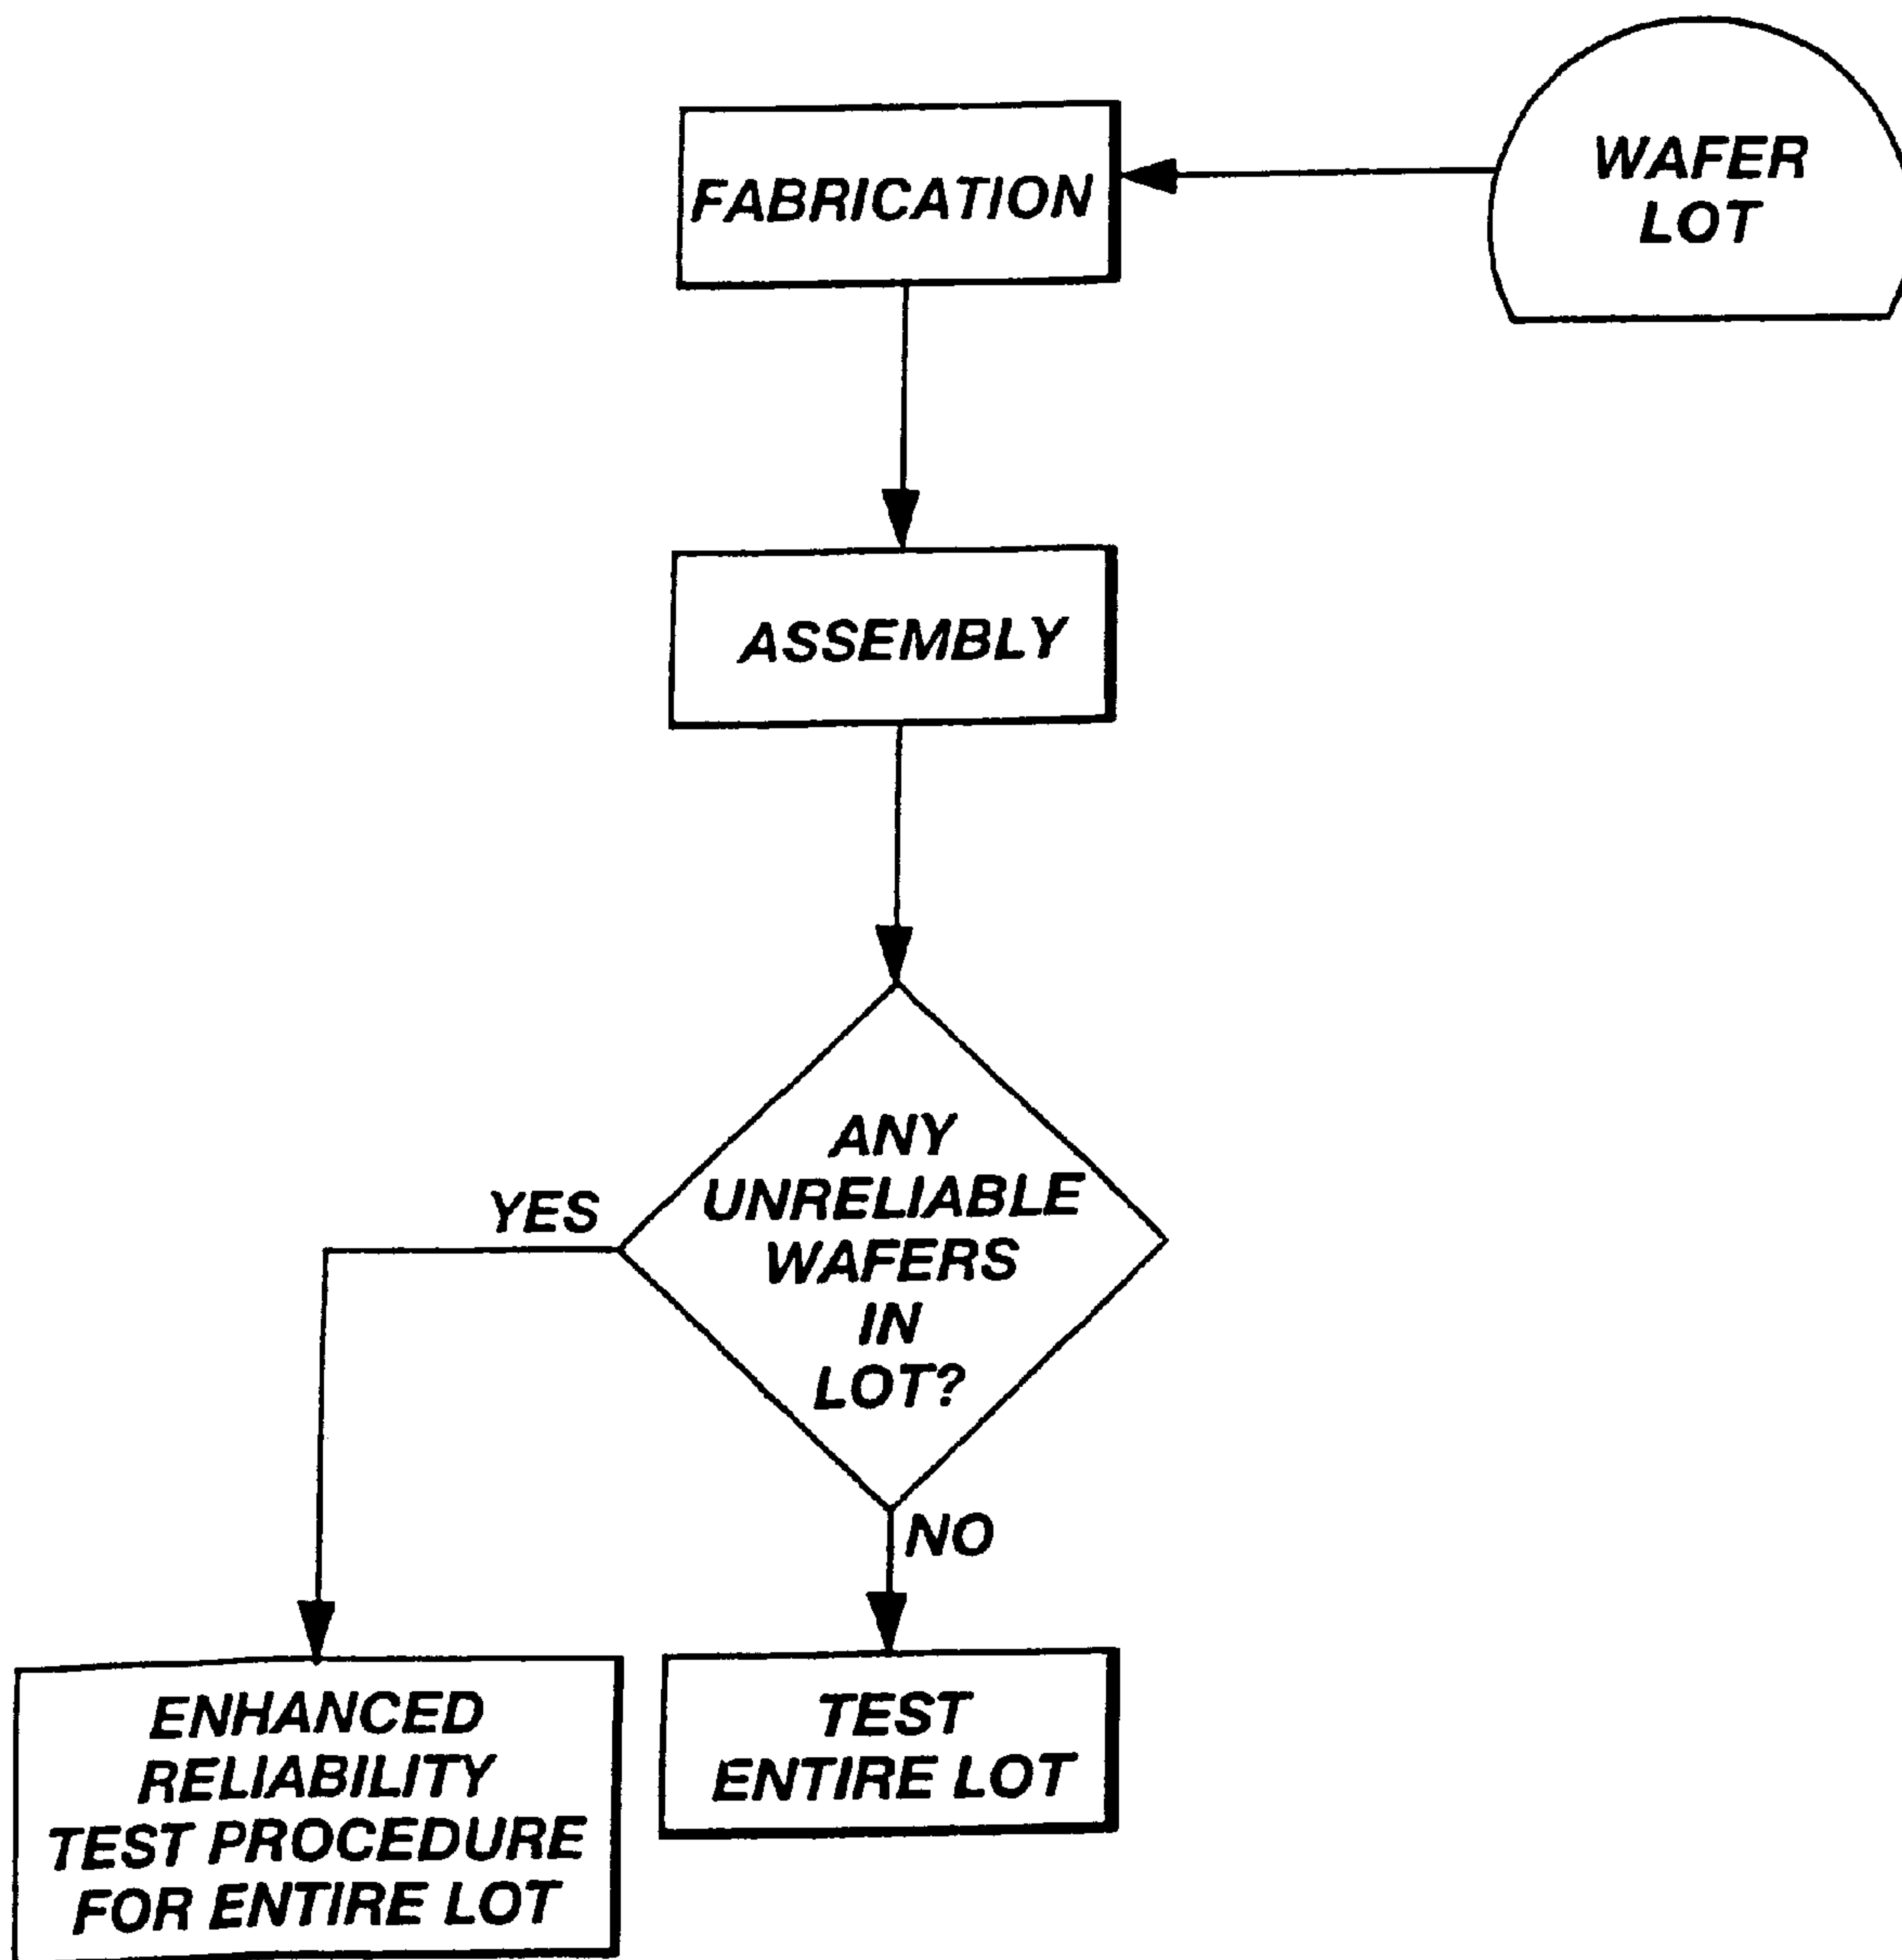 FABRICATION
WAFER
LOT
ASSEMBLY
ANY
UNRELIABLE
WAFERS
IN
LOT?
YES
NO
ENHANCED
RELIABILITY
TEST PROCEDURE
FOR ENTIRE LOT
TEST
ENTIRE LOT